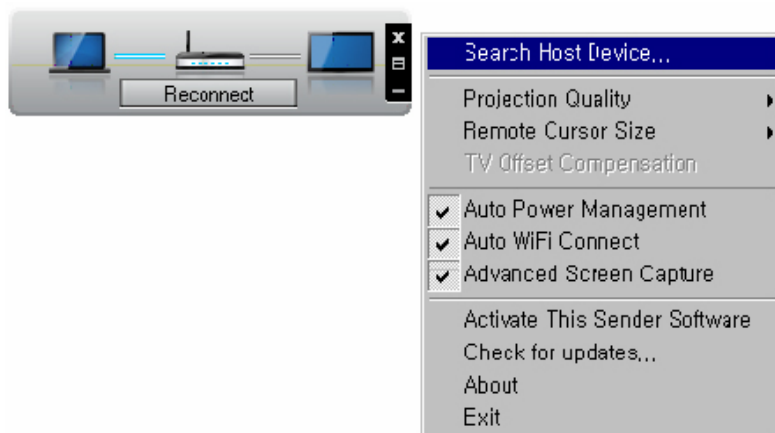 Reconnect
Search Host Device...
Projection Quality
Remote Cursor Size
TV Offset Compensation
Auto Power Management
Auto WiFi Connect
Advanced Screen Capture
Activate This Sender Software
Check for updates...
About
Exit